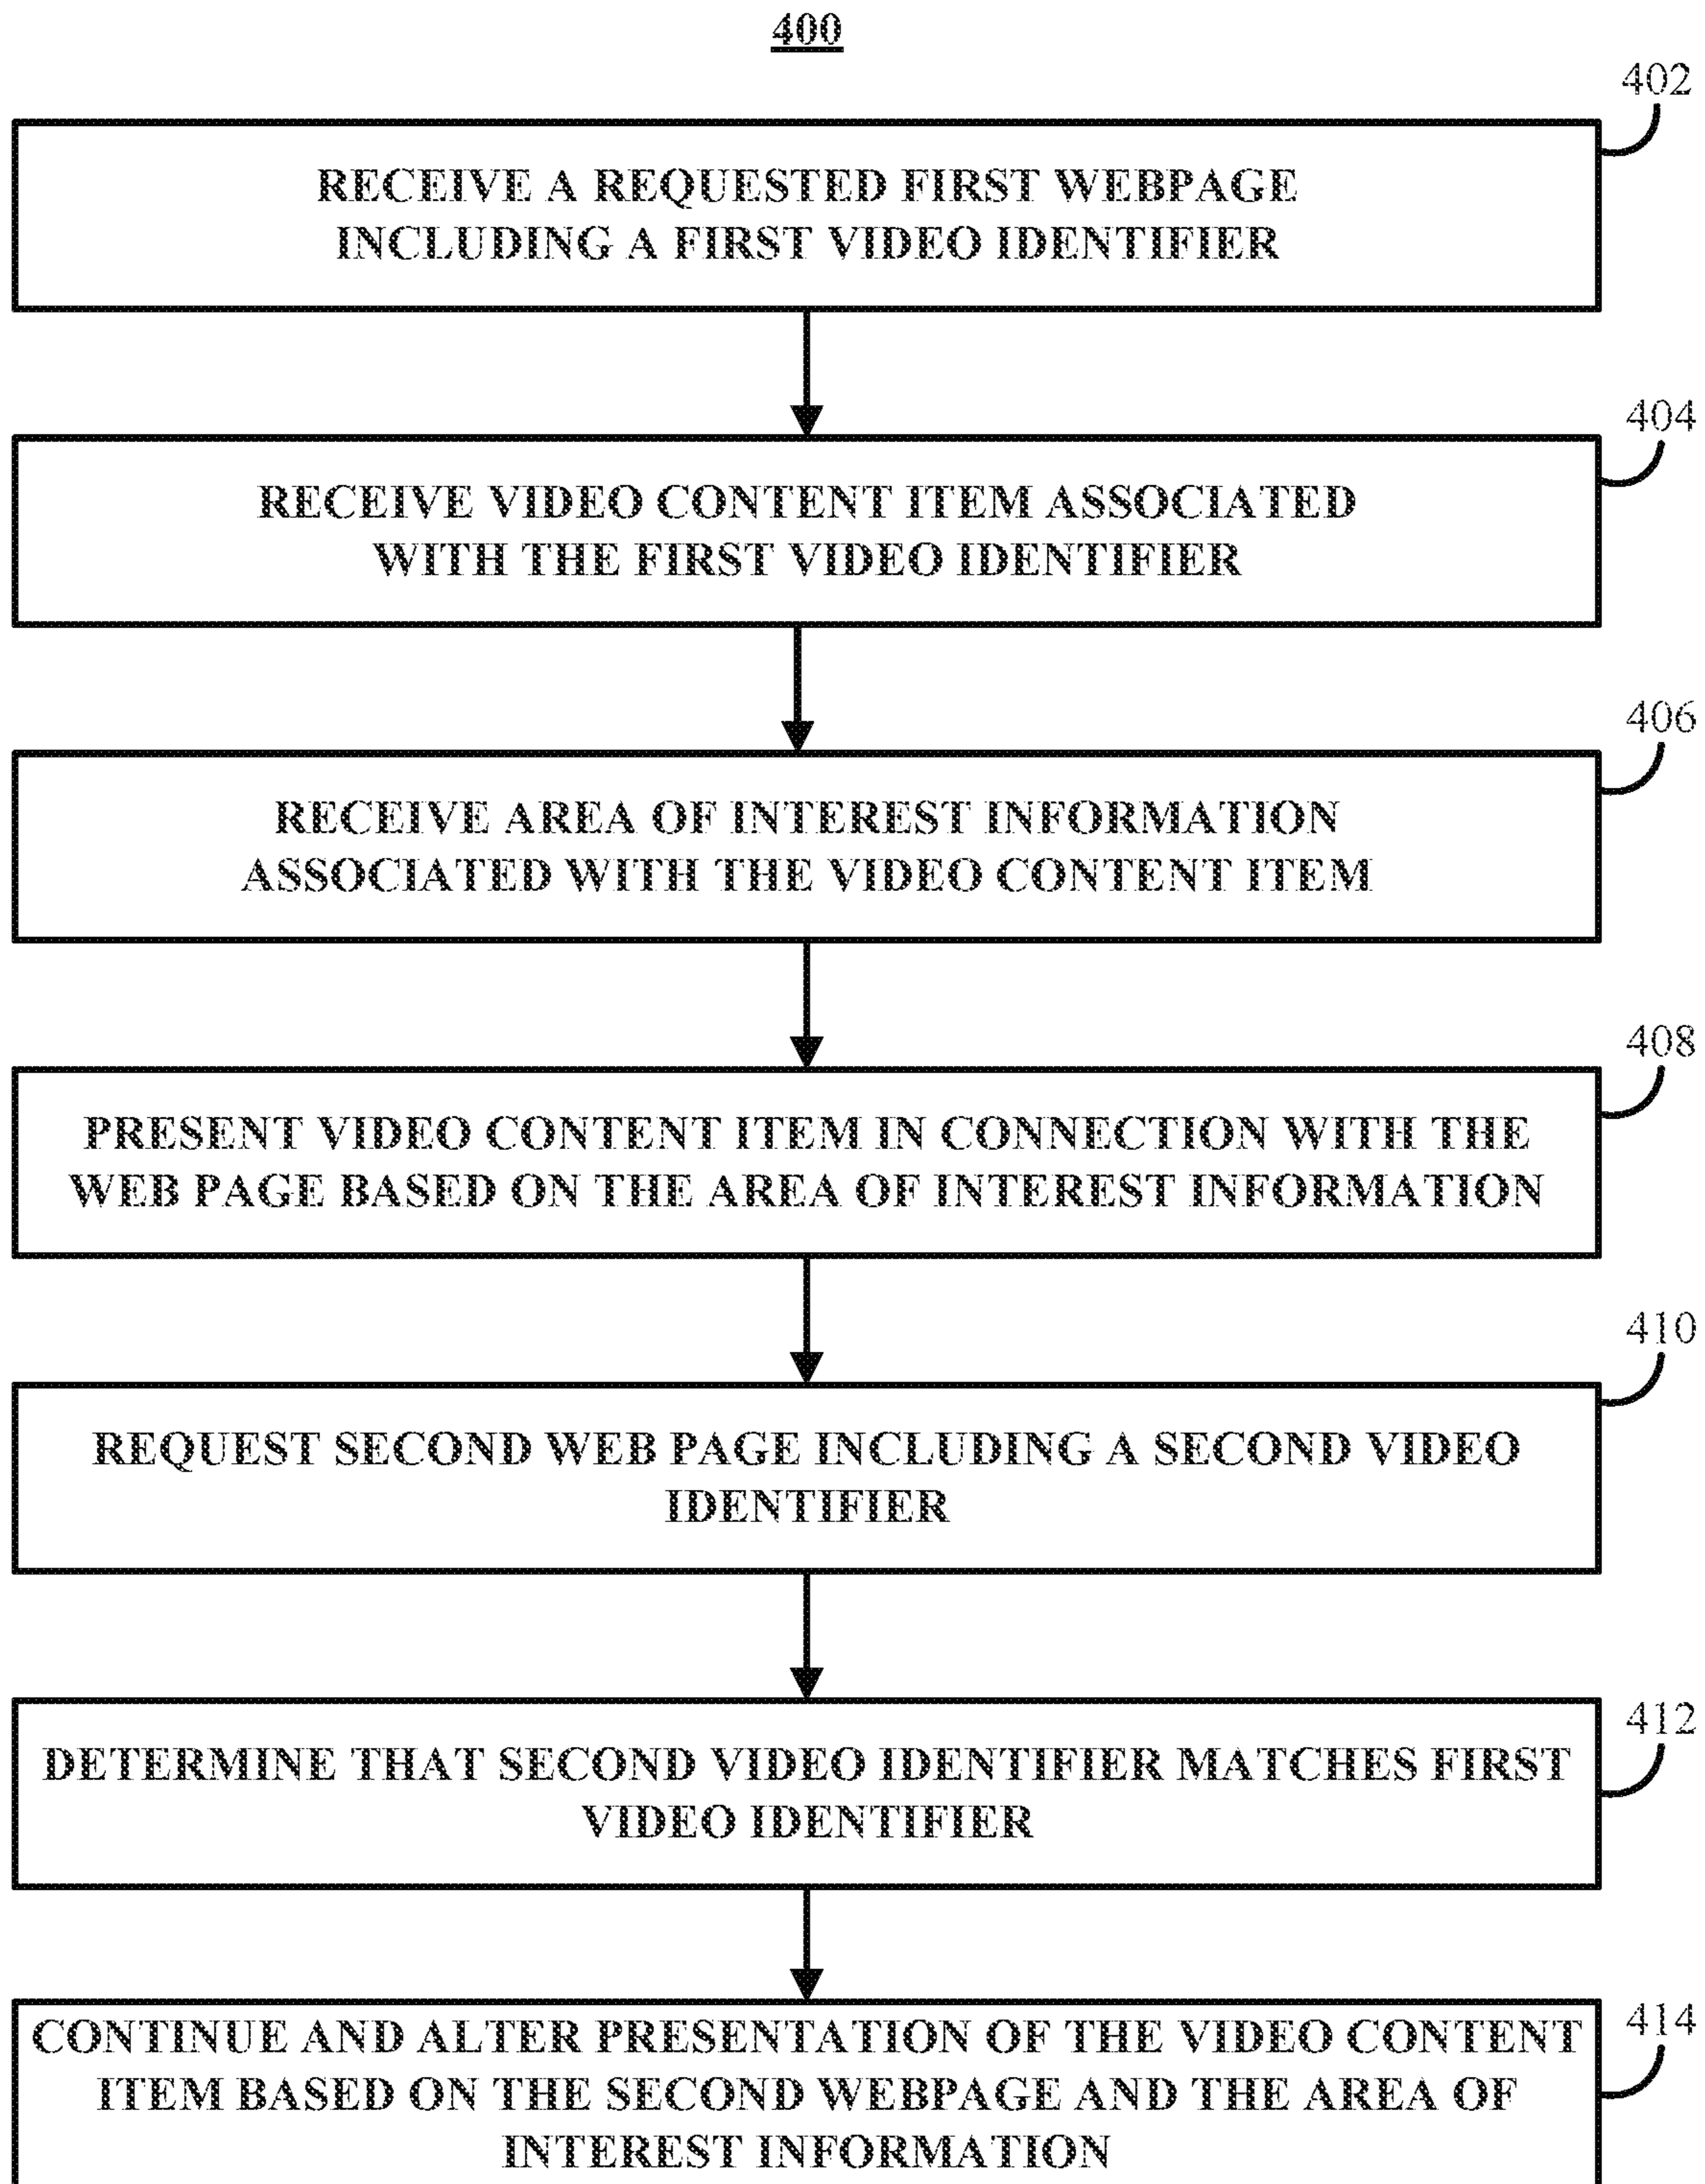 400
402
RECEIVE A REQUESTED FIRST WEBPAGE
INCLUDING A FIRST VIDEO IDENTIFIER
404
RECEIVE VIDEO CONTENT ITEM ASSOCIATED
WITH THE FIRST VIDEO IDENTIFIER
406
RECEIVE AREA OF INTEREST INFORMATION
ASSOCIATED WITH THE VIDEO CONTENT ITEM
408
PRESENT VIDEO CONTENT ITEM IN CONNECTION WITH THE
WEB PAGE BASED ON THE AREA OF INTEREST INFORMATION
410
REQUEST SECOND WEB PAGE INCLUDING A SECOND VIDEO
IDENTIFIER
412
DETERMINE THAT SECOND VIDEO IDENTIFIER MATCHES FIRST
VIDEO IDENTIFIER
414
CONTINUE AND ALTER PRESENTATION OF THE VIDEO CONTENT
ITEM BASED ON THE SECOND WEBPAGE AND THE AREA OF
INTEREST INFORMATION